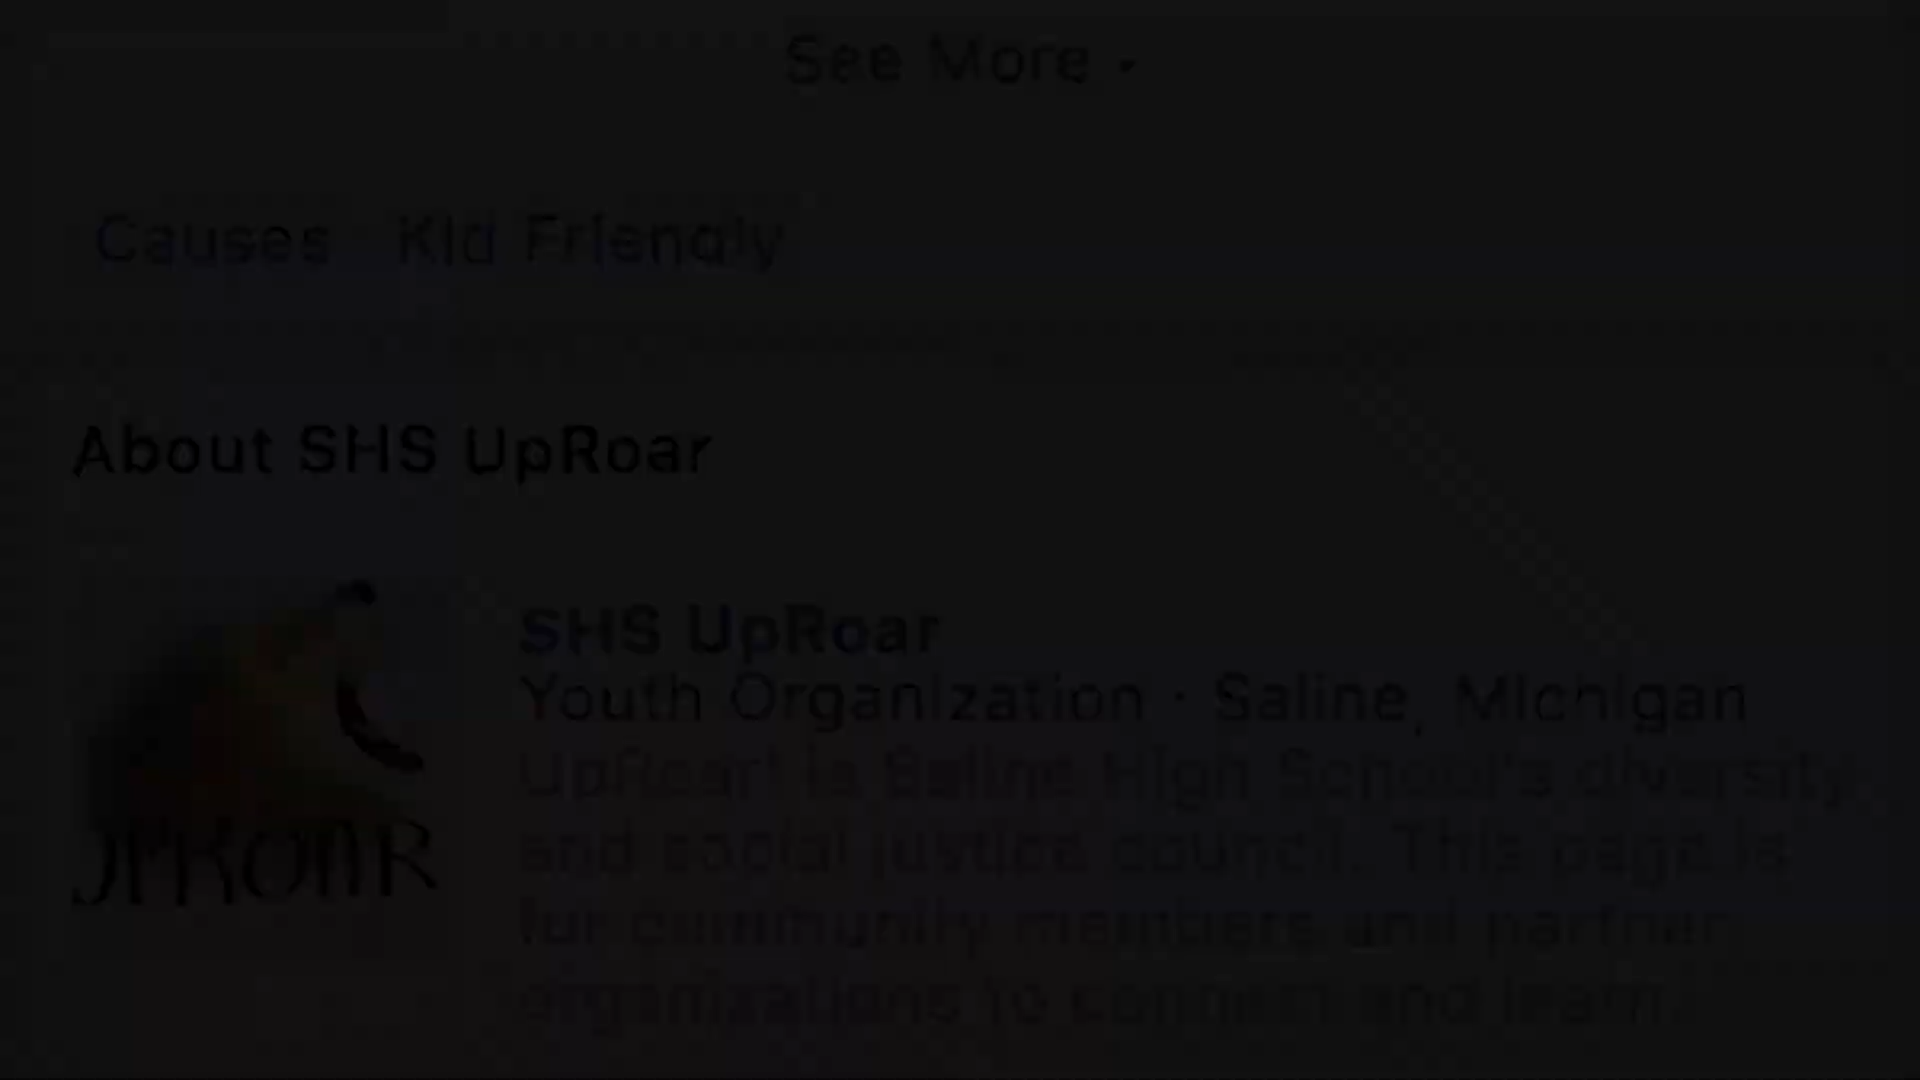 See More
Causes Kid Friendly
About SHS UpRoar
SHS UpRoar
Youth Organization · Saline, Michigan
UpRoar! is Saline High School's diversity
and social justice council. This page is
for community members and partner
organizations to connect and learn.
UPROAR